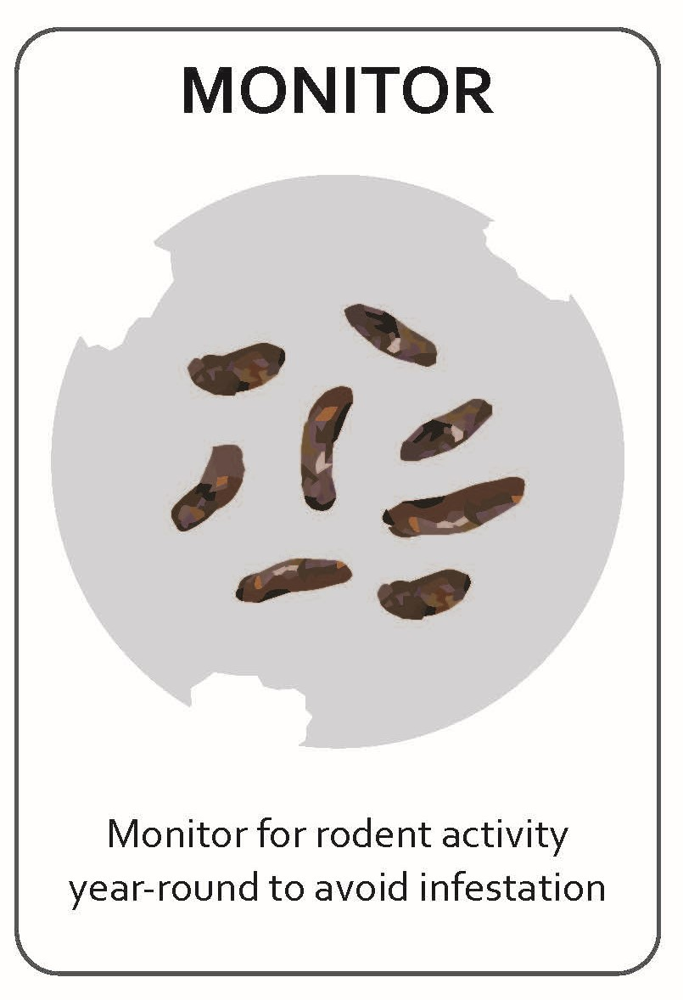 MONITOR
Monitor for rodent activity
year-round to avoid infestation